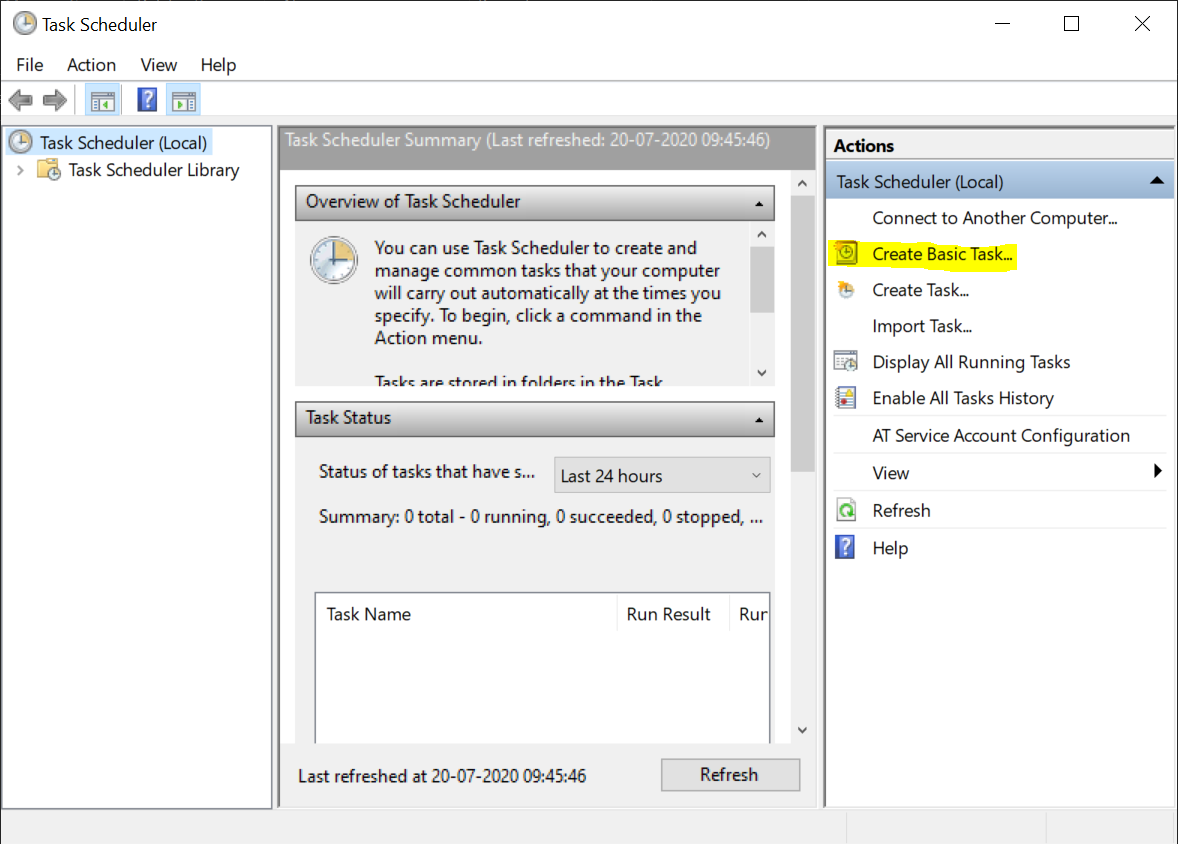 Task Scheduler
File Action View Help
Task Scheduler (Local)
Task Scheduler Library
Task Scheduler Summary (Last refreshed: 20-07-2020 09:45:46)
Overview of Task Scheduler
You can use Task Scheduler to create and
manage common tasks that your computer
will carry out automatically at the times you
specify. To begin, click a command in the
Action menu.
Tasks are stored in folders in the Task
Task Status
Status of tasks that have s... Last 24 hours
Summary: 0 total - 0 running, 0 succeeded, 0 stopped, ...
Task Name Run Result Run
Last refreshed at 20-07-2020 09:45:46 Refresh
Actions
Task Scheduler (Local)
Connect to Another Computer...
Create Basic Task...
Create Task...
Import Task...
Display All Running Tasks
Enable All Tasks History
AT Service Account Configuration
View
Refresh
Help